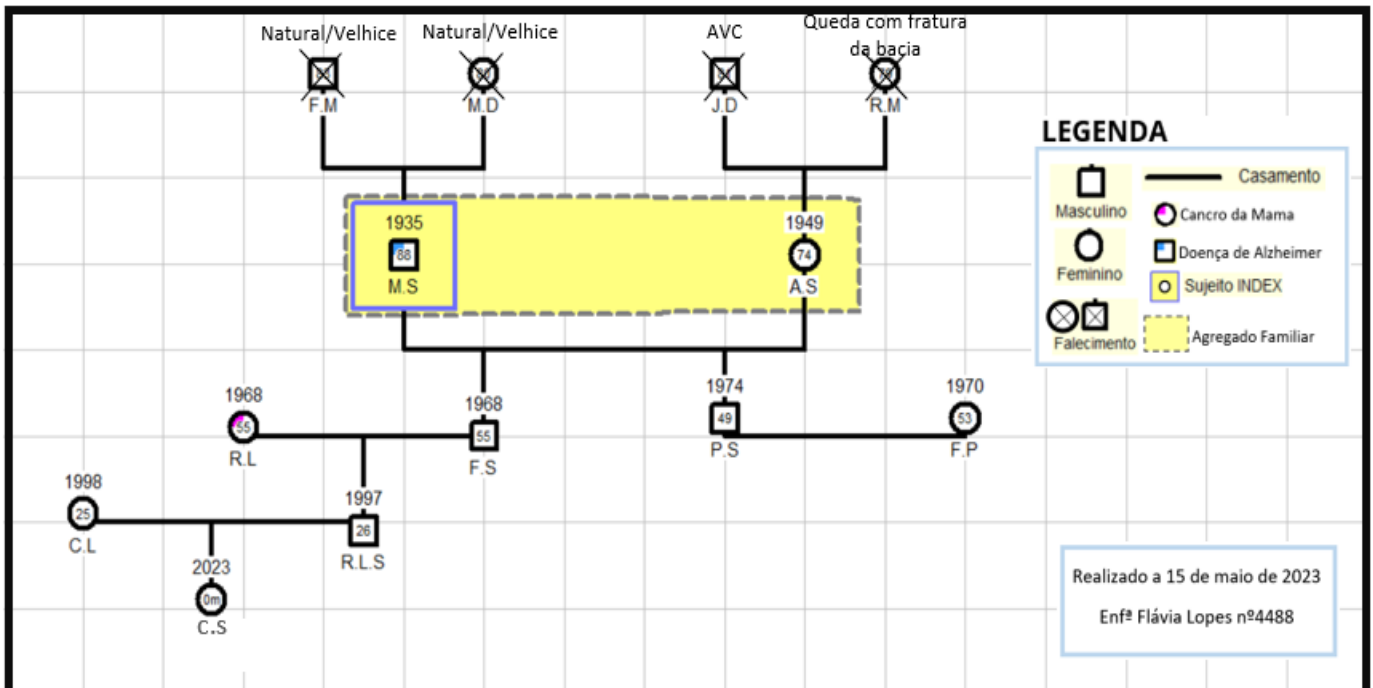 Natural/Velhice
Natural/Velhice
AVC
Queda com fratura
da bacia
F.M
M.D
J.D
R.M
LEGENDA
Masculino
Casamento
Cancro da Mama
Feminino
Doença de Alzheimer
Sujeito INDEX
Falecimento
Agregado Familiar
1935
88
M.S
1949
74
A.S
1968
55
R.L
1968
55
F.S
1974
49
P.S
1970
53
F.P
1998
25
C.L
1997
26
R.L.S
2023
0m
C.S
Realizado a 15 de maio de 2023
Enfª Flávia Lopes nº4488